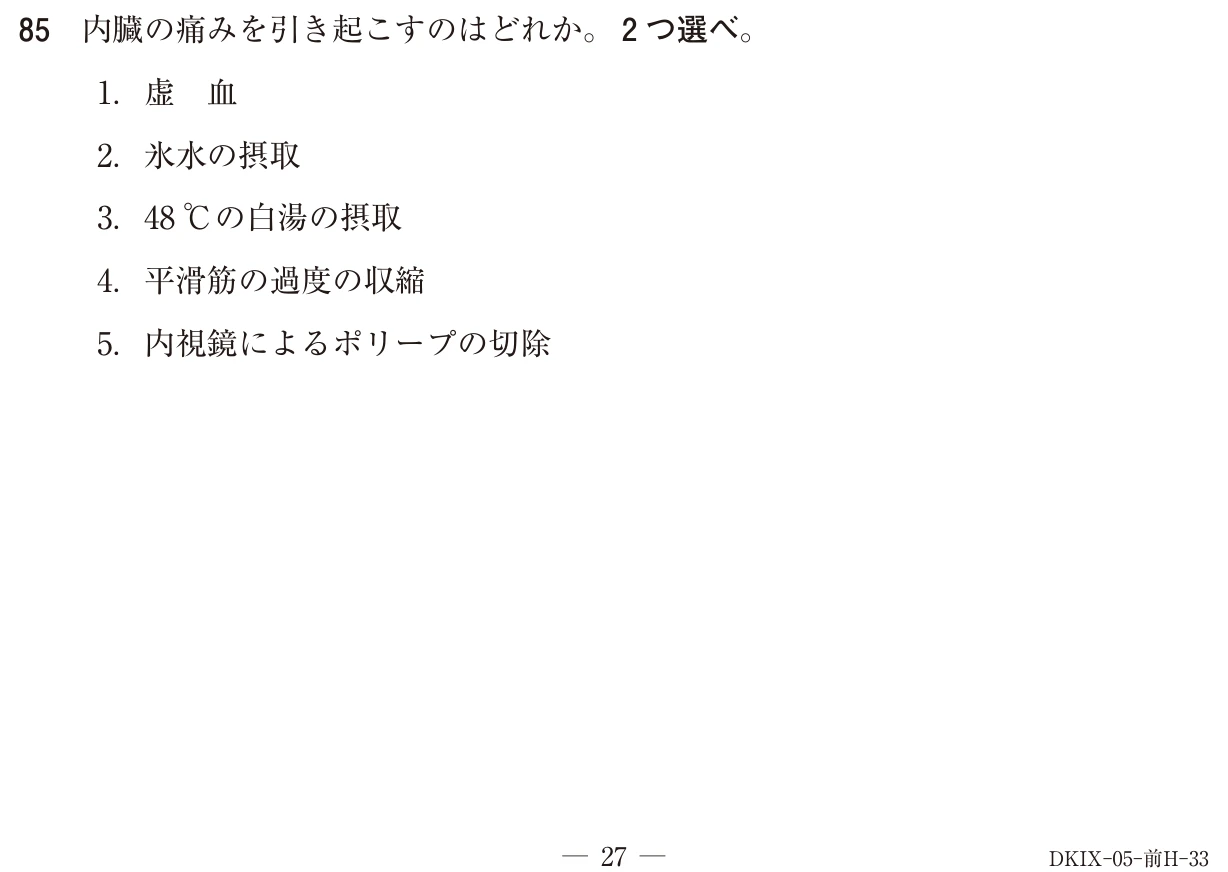 85 内臓の痛みを引き起こすのはどれか。2つ選べ。
1. 虚 血
2. 氷水の摂取
3. 48 ℃の白湯の摂取
4. 平滑筋の過度の収縮
5. 内視鏡によるポリープの切除
— 27 —
DKIX-05-前H-33